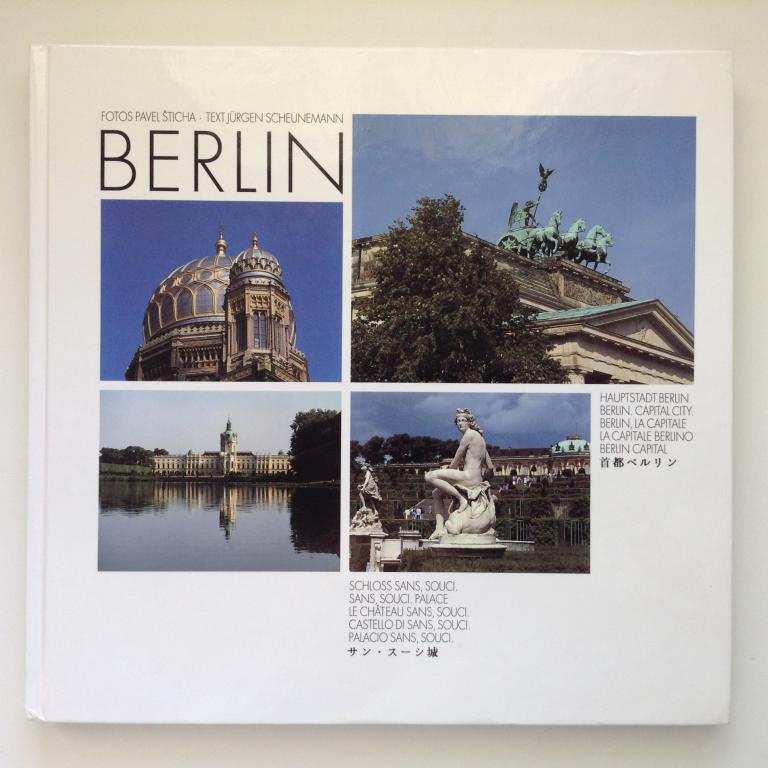 FOTOS PAVEL ŠTICHA · TEXT JÜRGEN SCHEUNEMANN
BERLIN
HAUPTSTADT BERLIN
BERLIN. CAPITAL CITY.
BERLIN, LA CAPITALE
LA CAPITALE BERLINO
BERLIN CAPITAL
首都ベルリン
SCHLOSS SANS, SOUCI.
SANS, SOUCI. PALACE
LE CHÂTEAU SANS, SOUCI.
CASTELLO DI SANS, SOUCI.
PALACIO SANS, SOUCI.
サン・スーシ城